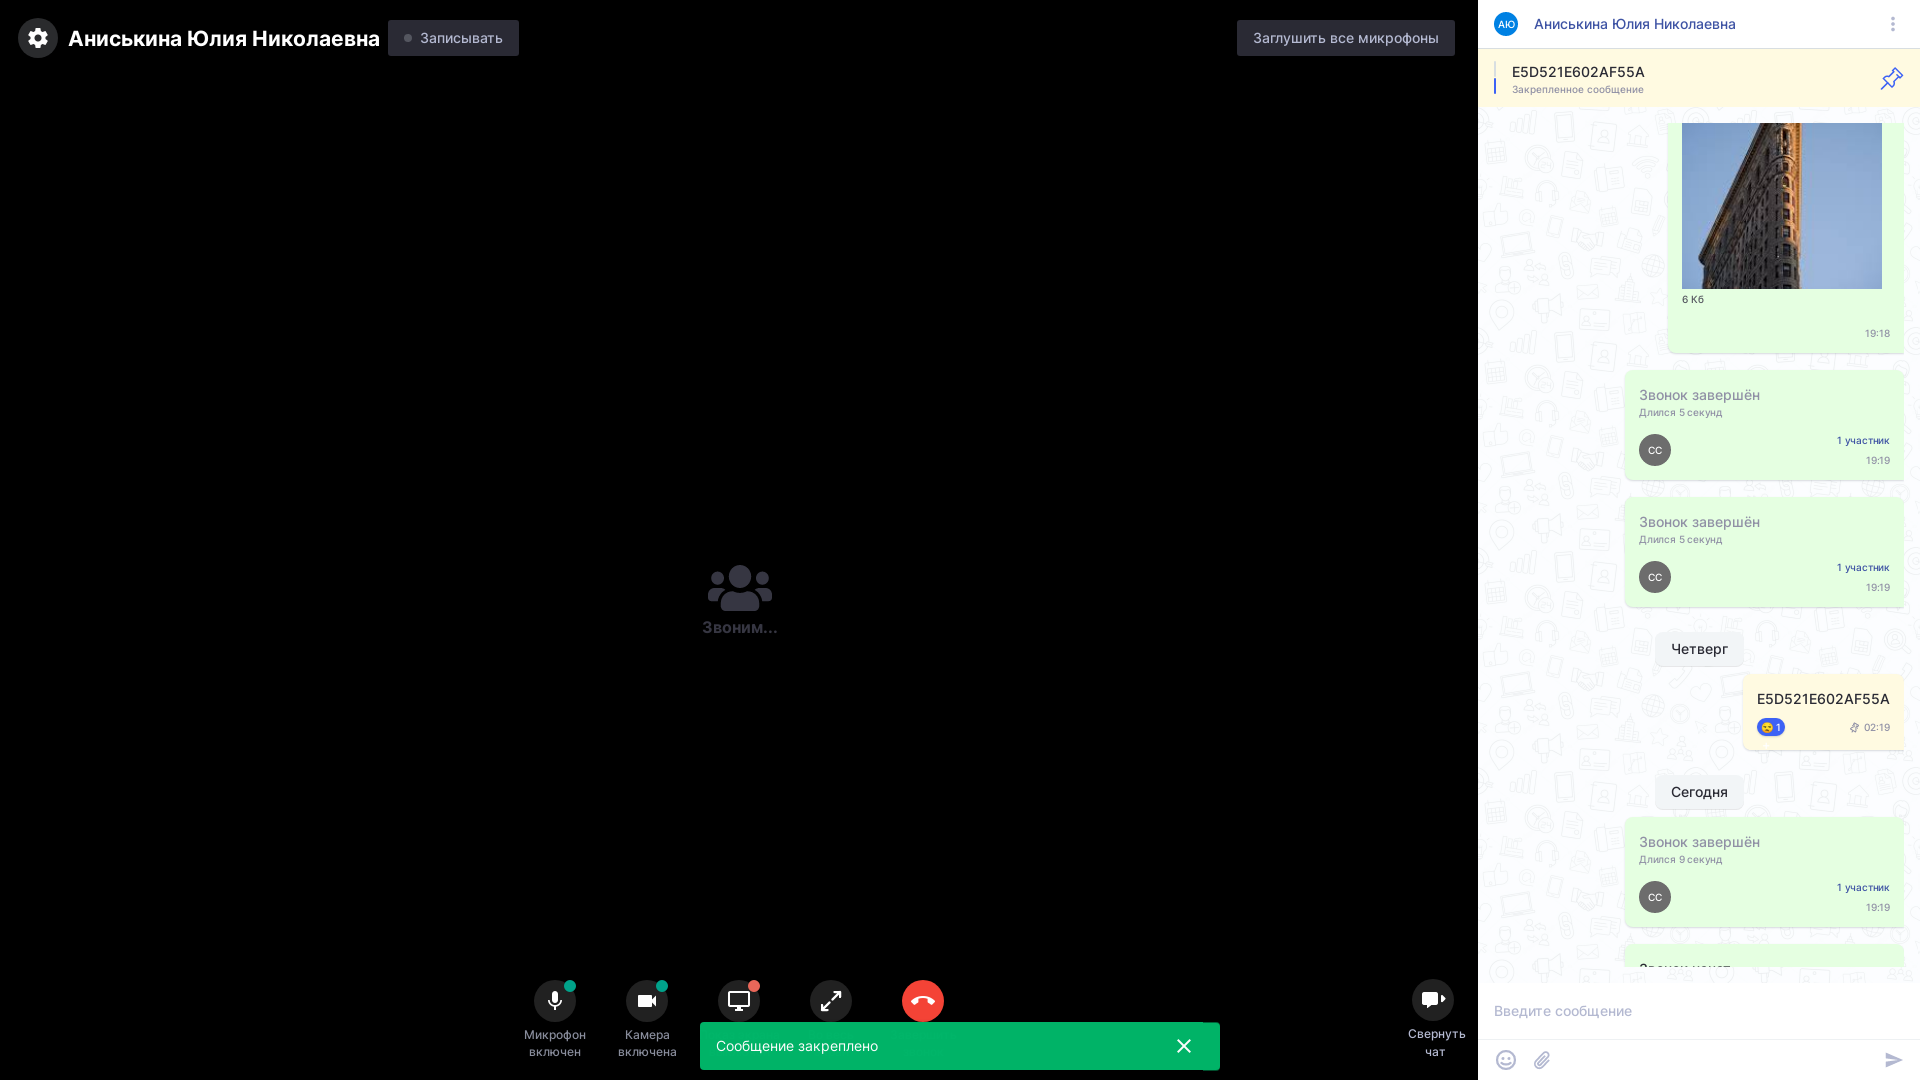 Аниськина Юлия Николаевна
Записывать
Заглушить все микрофоны
АЮ
Аниськина Юлия Николаевна
E5D521E602AF55A
Закрепленное сообщение
6 Кб
19:18
Звонок завершён
Длился 5 секунд
СС
1 участник
19:19
Звонок завершён
Длился 5 секунд
СС
1 участник
19:19
Четверг
E5D521E602AF55A
1
02:19
Сегодня
Звонок завершён
Длился 9 секунд
СС
1 участник
19:19
Звоним...
Микрофон
включен
Камера
включена
Сообщение закреплено
Свернуть
чат
Введите сообщение